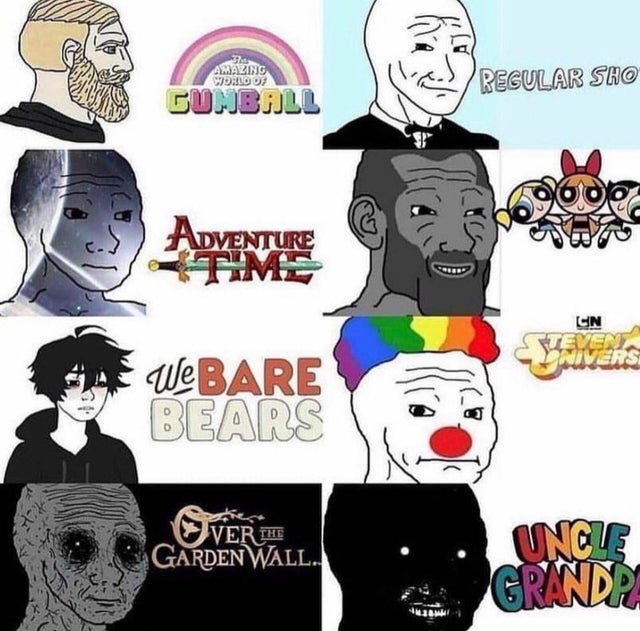 The
AMAZING
WORLD OF
GUMBALL
REGULAR SHO
ADVENTURE
TIME
CN
STEVEN
UNIVERS
We BARE
BEARS
OVER THE
GARDEN WALL
UNCLE
GRANDPA